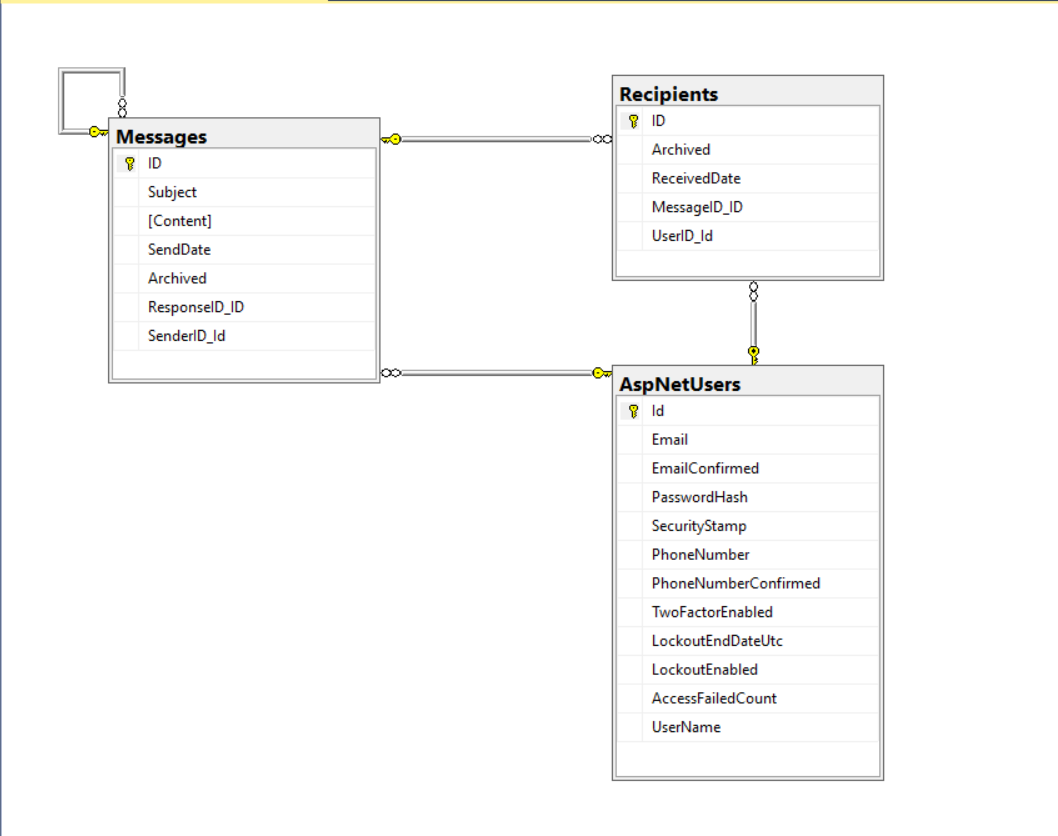 Messages
ID
Subject
[Content]
SendDate
Archived
ResponseID_ID
SenderID_Id
Recipients
ID
Archived
ReceivedDate
MessageID_ID
UserID_Id
AspNetUsers
Id
Email
EmailConfirmed
PasswordHash
SecurityStamp
PhoneNumber
PhoneNumberConfirmed
TwoFactorEnabled
LockoutEndDateUtc
LockoutEnabled
AccessFailedCount
UserName